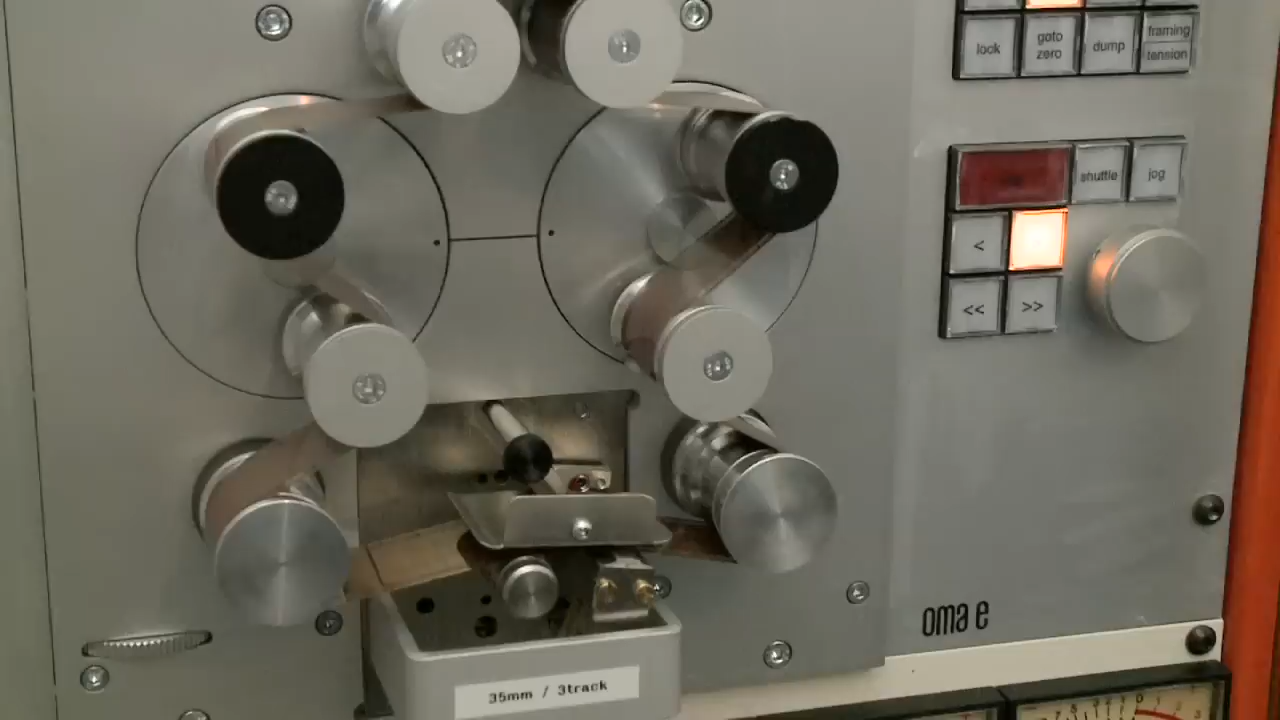 lock
goto
zero
dump
framing
tension
shuttle
jog
<
<<
>>
oma e
35mm / 3track